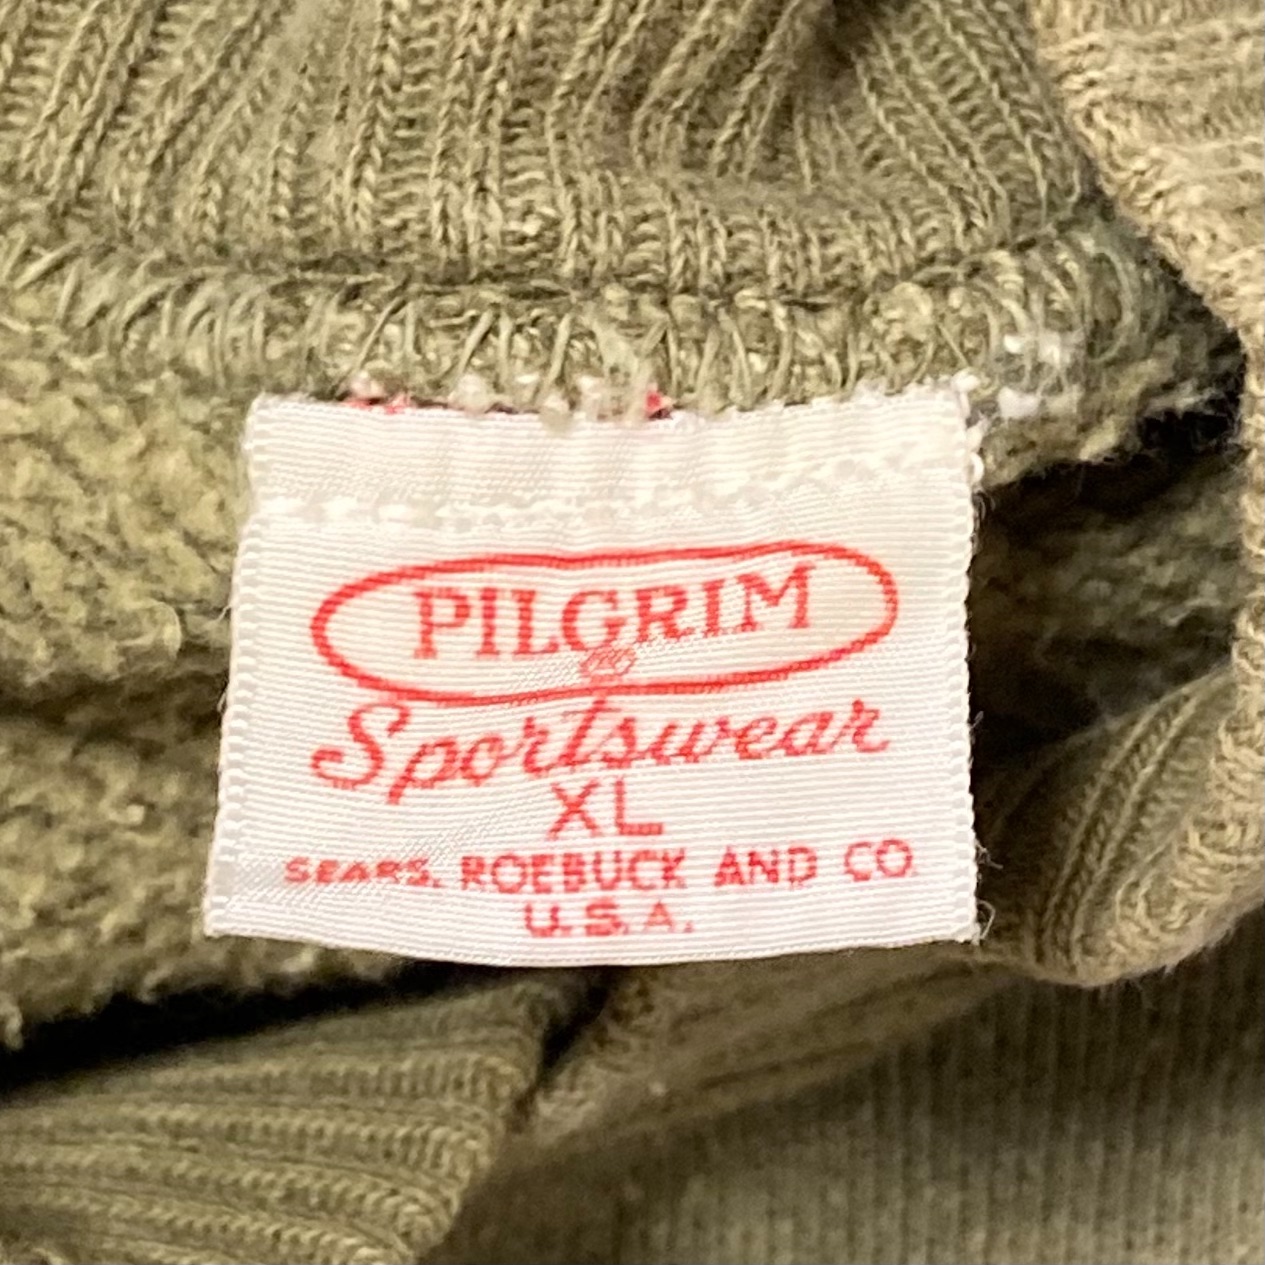 PILGRIM
Sportswear
XL
SEARS, ROEBUCK AND CO.
U.S.A.